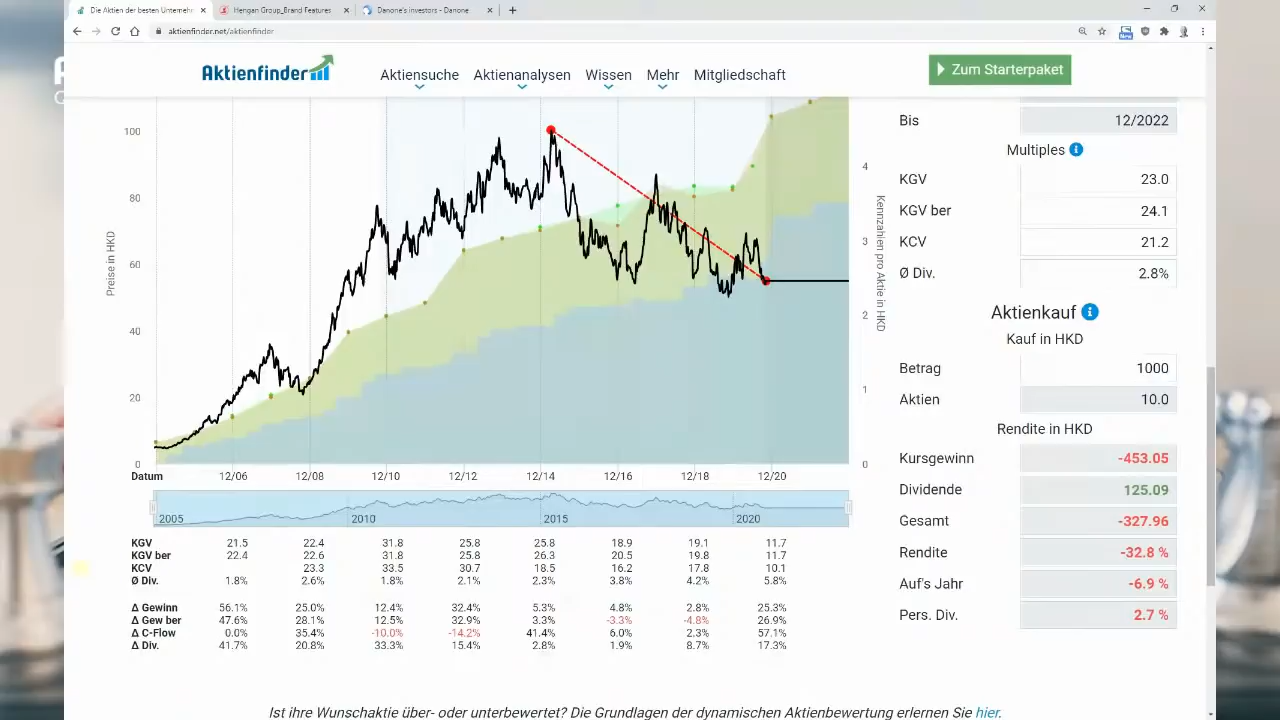 Die Aktien der besten Unterneh
Hengan Group_Brand Features
Danone's investors - Danone
aktienfinder.net/aktienfinder
New
Aktienfinder
Aktiensuche
Aktienanalysen
Wissen
Mehr
Mitgliedschaft
Zum Starterpaket
Preise in HKD
100
80
60
40
20
0
4
3
2
1
0
Kennzahlen pro Aktie in HKD
Datum 12/06 12/08 12/10 12/12 12/14 12/16 12/18 12/20
2005 2010 2015 2020
KGV 21.5 22.4 31.8 25.8 25.8 18.9 19.1 11.7
KGV ber 22.4 22.6 31.8 25.8 26.3 20.5 19.8 11.7
KCV 23.3 33.5 30.7 18.5 16.2 17.8 10.1
Ø Div. 1.8% 2.6% 1.8% 2.1% 2.3% 3.8% 4.2% 5.8%
Δ Gewinn 56.1% 25.0% 12.4% 32.4% 5.3% 4.8% 2.8% 25.3%
Δ Gew ber 47.6% 28.1% 12.5% 32.9% 3.3% -3.3% -4.8% 26.9%
Δ C-Flow 0.0% 35.4% -10.0% -14.2% 41.4% 6.0% 2.3% 57.1%
Δ Div. 41.7% 20.8% 33.3% 15.4% 2.8% 1.9% 8.7% 17.3%
Bis 12/2022
Multiples
KGV 23.0
KGV ber 24.1
KCV 21.2
Ø Div. 2.8%
Aktienkauf
Kauf in HKD
Betrag 1000
Aktien 10.0
Rendite in HKD
Kursgewinn -453.05
Dividende 125.09
Gesamt -327.96
Rendite -32.8 %
Auf's Jahr -6.9 %
Pers. Div. 2.7 %
Ist ihre Wunschaktie über- oder unterbewertet? Die Grundlagen der dynamischen Aktienbewertung erlernen Sie hier.